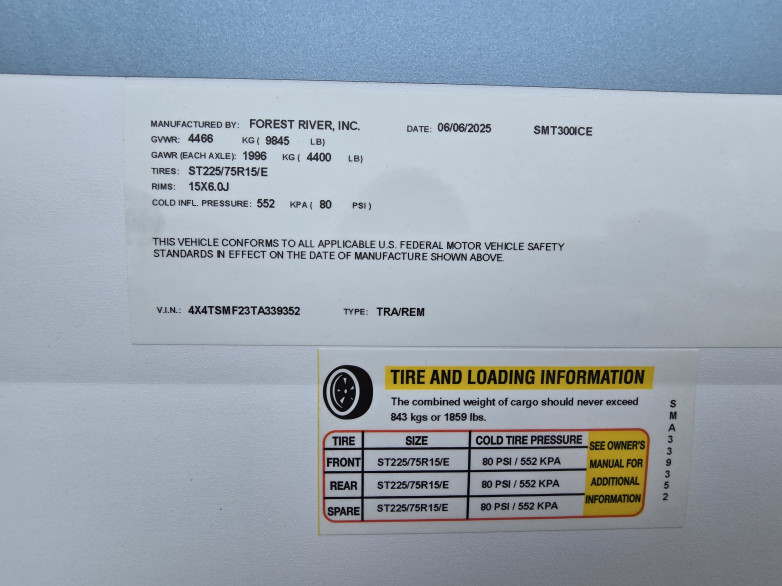 MANUFACTURED BY: FOREST RIVER, INC. DATE: 06/06/2025 SMT300ICE
GVWR: 4466 KG ( 9845 LB)
GAWR (EACH AXLE): 1996 KG ( 4400 LB)
TIRES: ST225/75R15/E
RIMS: 15X6.0J
COLD INFL. PRESSURE: 552 KPA ( 80 PSI )
THIS VEHICLE CONFORMS TO ALL APPLICABLE U.S. FEDERAL MOTOR VEHICLE SAFETY
STANDARDS IN EFFECT ON THE DATE OF MANUFACTURE SHOWN ABOVE.
V.I.N.: 4X4TSMF23TA339352 TYPE: TRA/REM
TIRE AND LOADING INFORMATION
The combined weight of cargo should never exceed
843 kgs or 1859 lbs.
TIRE SIZE COLD TIRE PRESSURE
FRONT ST225/75R15/E 80 PSI / 552 KPA
REAR ST225/75R15/E 80 PSI / 552 KPA
SPARE ST225/75R15/E 80 PSI / 552 KPA
SEE OWNER'S
MANUAL FOR
ADDITIONAL
INFORMATION
SMA339352